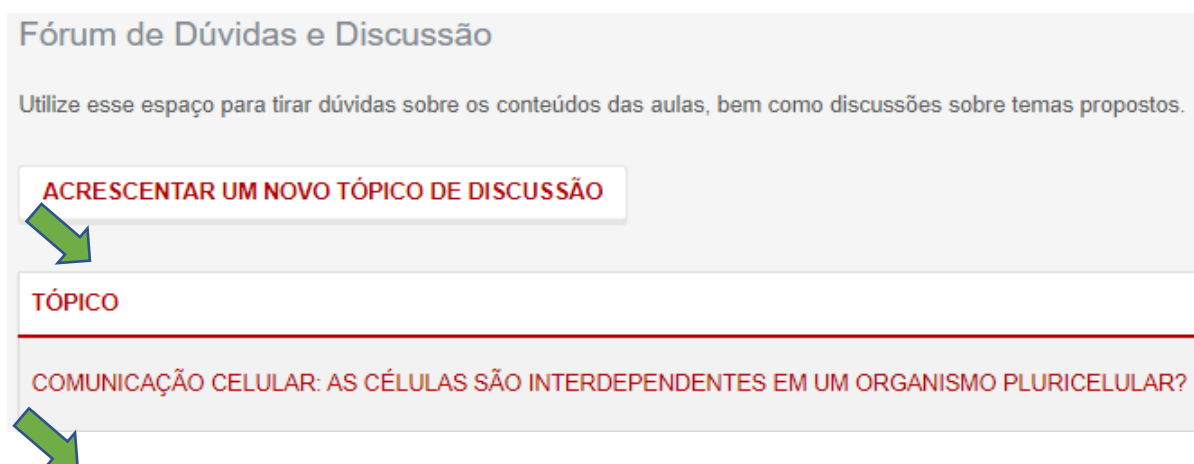 Fórum de Dúvidas e Discussão
Utilize esse espaço para tirar dúvidas sobre os conteúdos das aulas, bem como discussões sobre temas propostos.
ACRESCENTAR UM NOVO TÓPICO DE DISCUSSÃO
TÓPICO
COMUNICAÇÃO CELULAR: AS CÉLULAS SÃO INTERDEPENDENTES EM UM ORGANISMO PLURICELULAR?